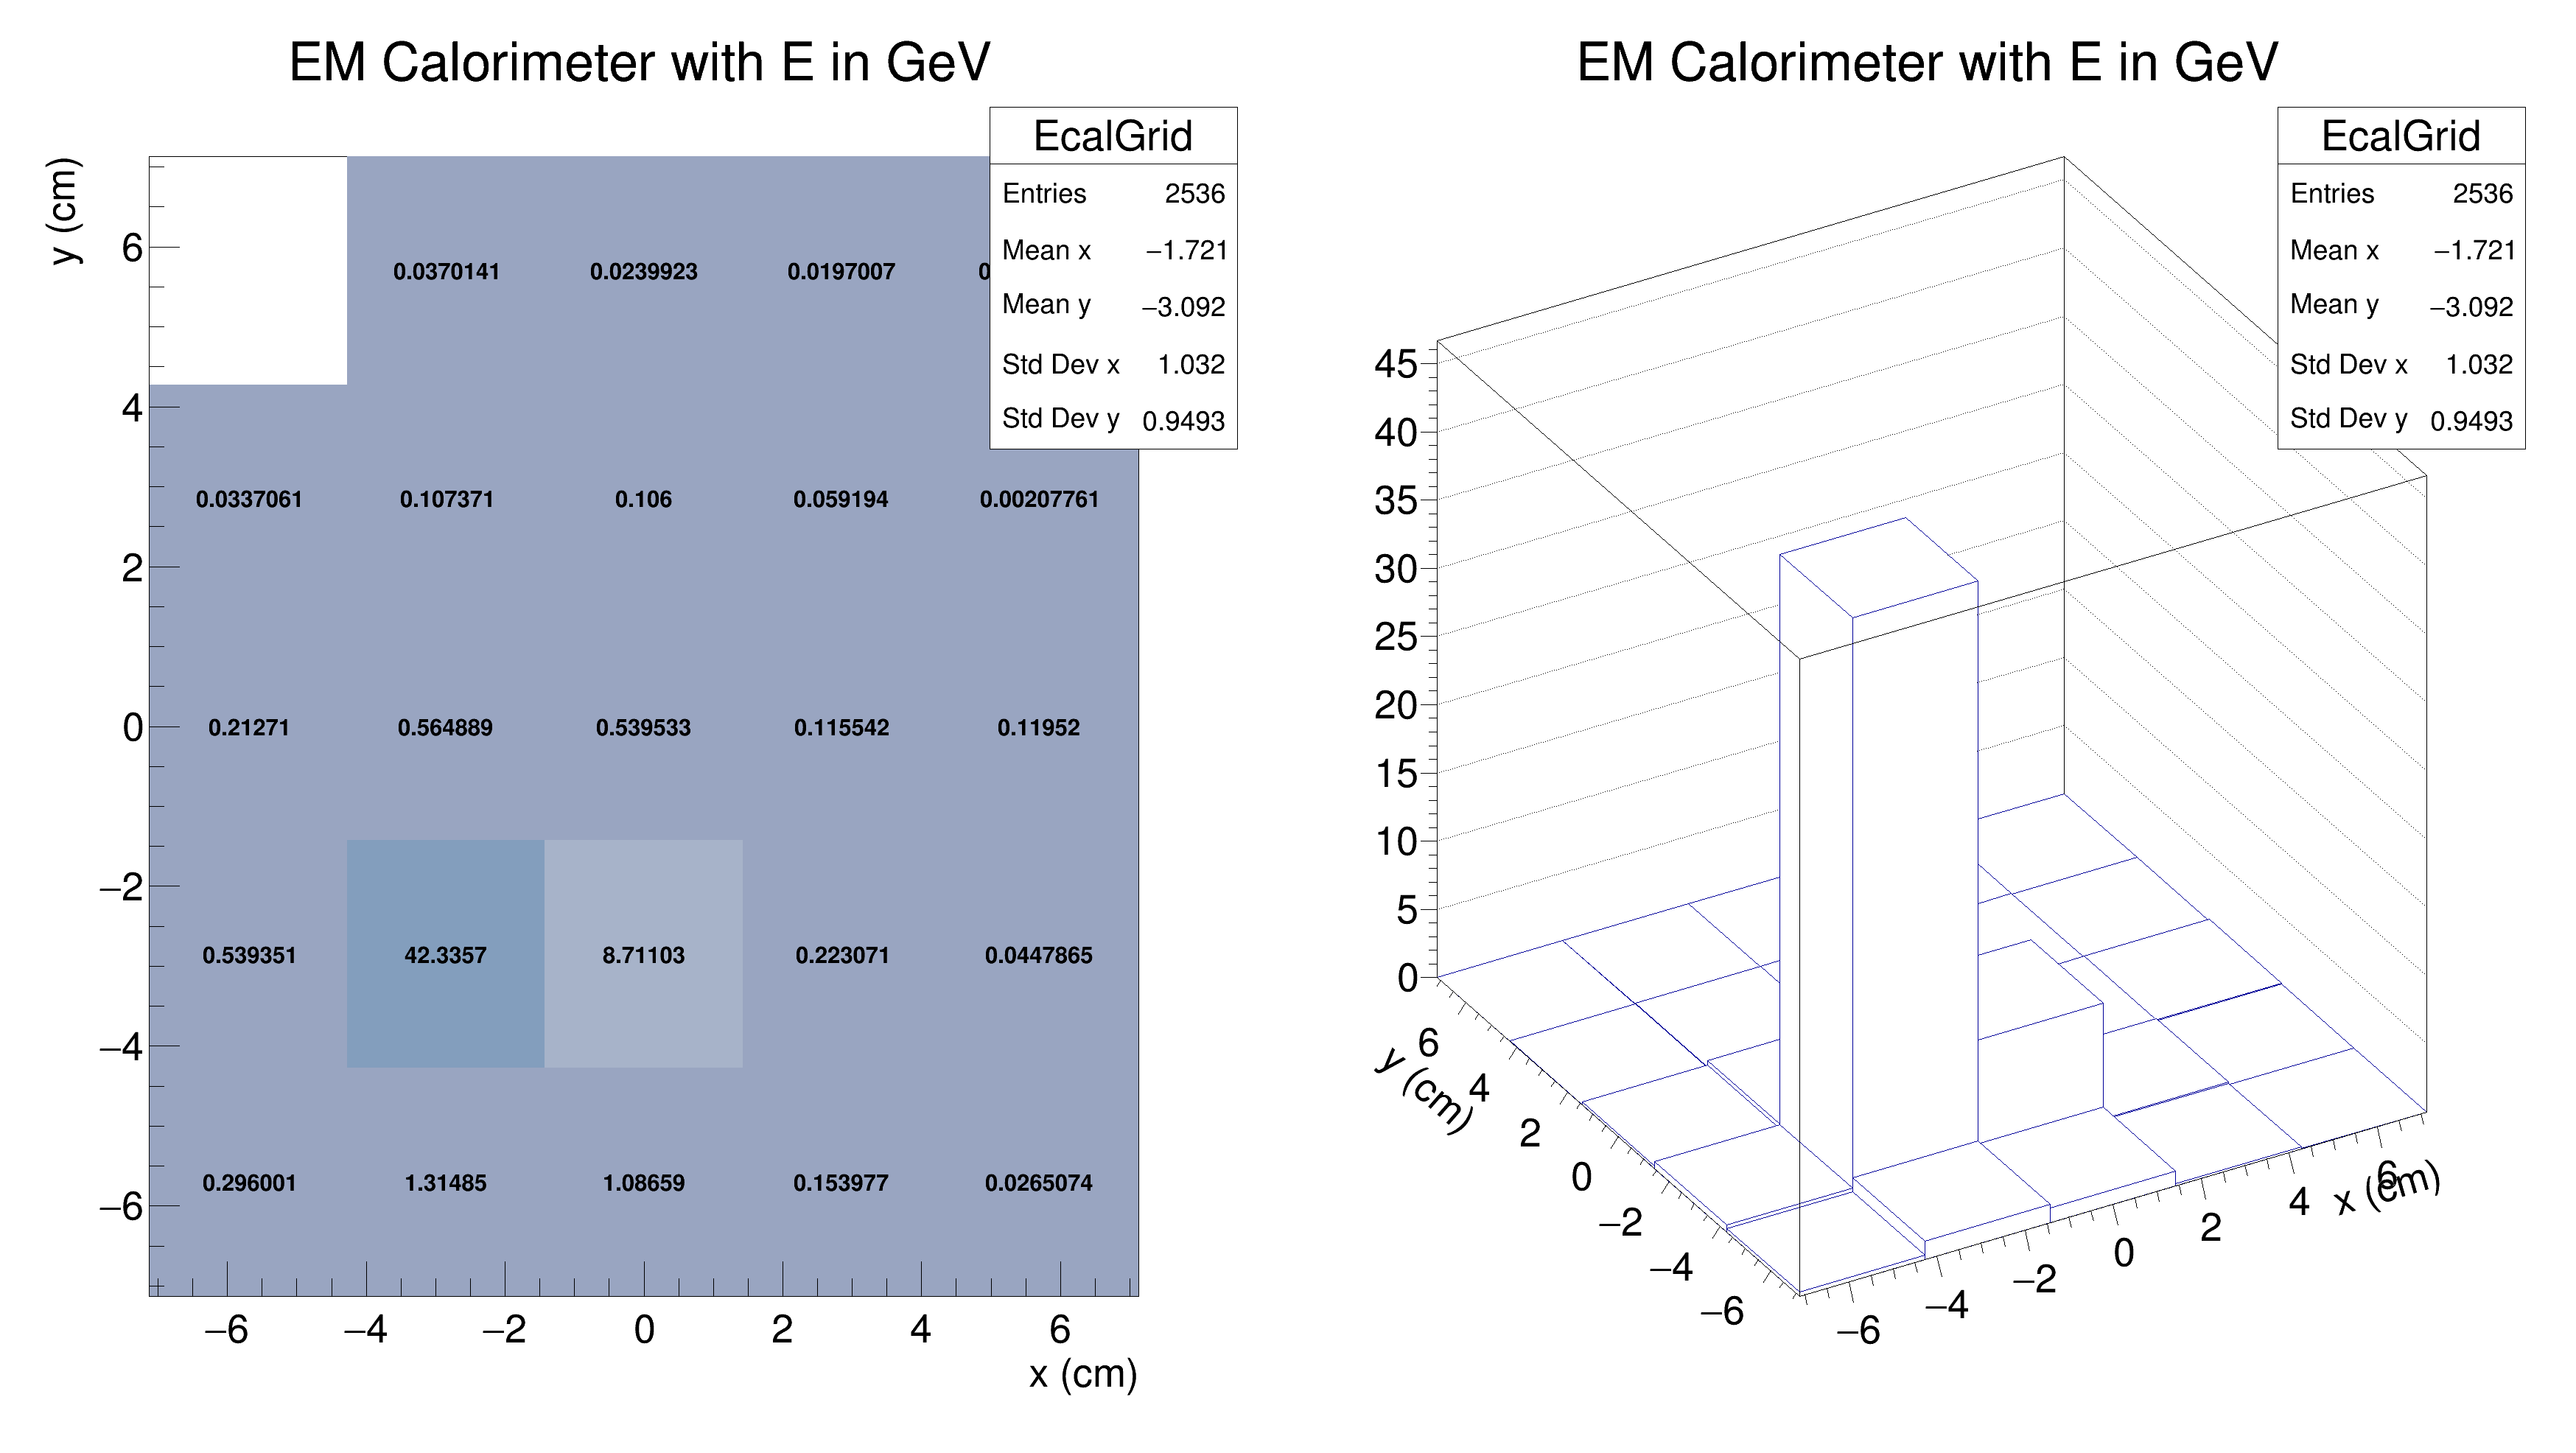 EM Calorimeter with E in GeV
y (cm)
EcalGrid
Entries 2536
Mean x −1.721
Mean y −3.092
Std Dev x 1.032
Std Dev y 0.9493
6
4
2
0
−2
−4
−6
0.0370141 0.0239923 0.0197007 0
0.0337061 0.107371 0.106 0.059194 0.00207761
0.21271 0.564889 0.539533 0.115542 0.11952
0.539351 42.3357 8.71103 0.223071 0.0447865
0.296001 1.31485 1.08659 0.153977 0.0265074
−6 −4 −2 0 2 4 6
x (cm)
EM Calorimeter with E in GeV
EcalGrid
Entries 2536
Mean x −1.721
Mean y −3.092
Std Dev x 1.032
Std Dev y 0.9493
45
40
35
30
25
20
15
10
5
0
y (cm)
6
4
2
0
−2
−4
−6
−6 −4 −2 0 2 4 6
x (cm)